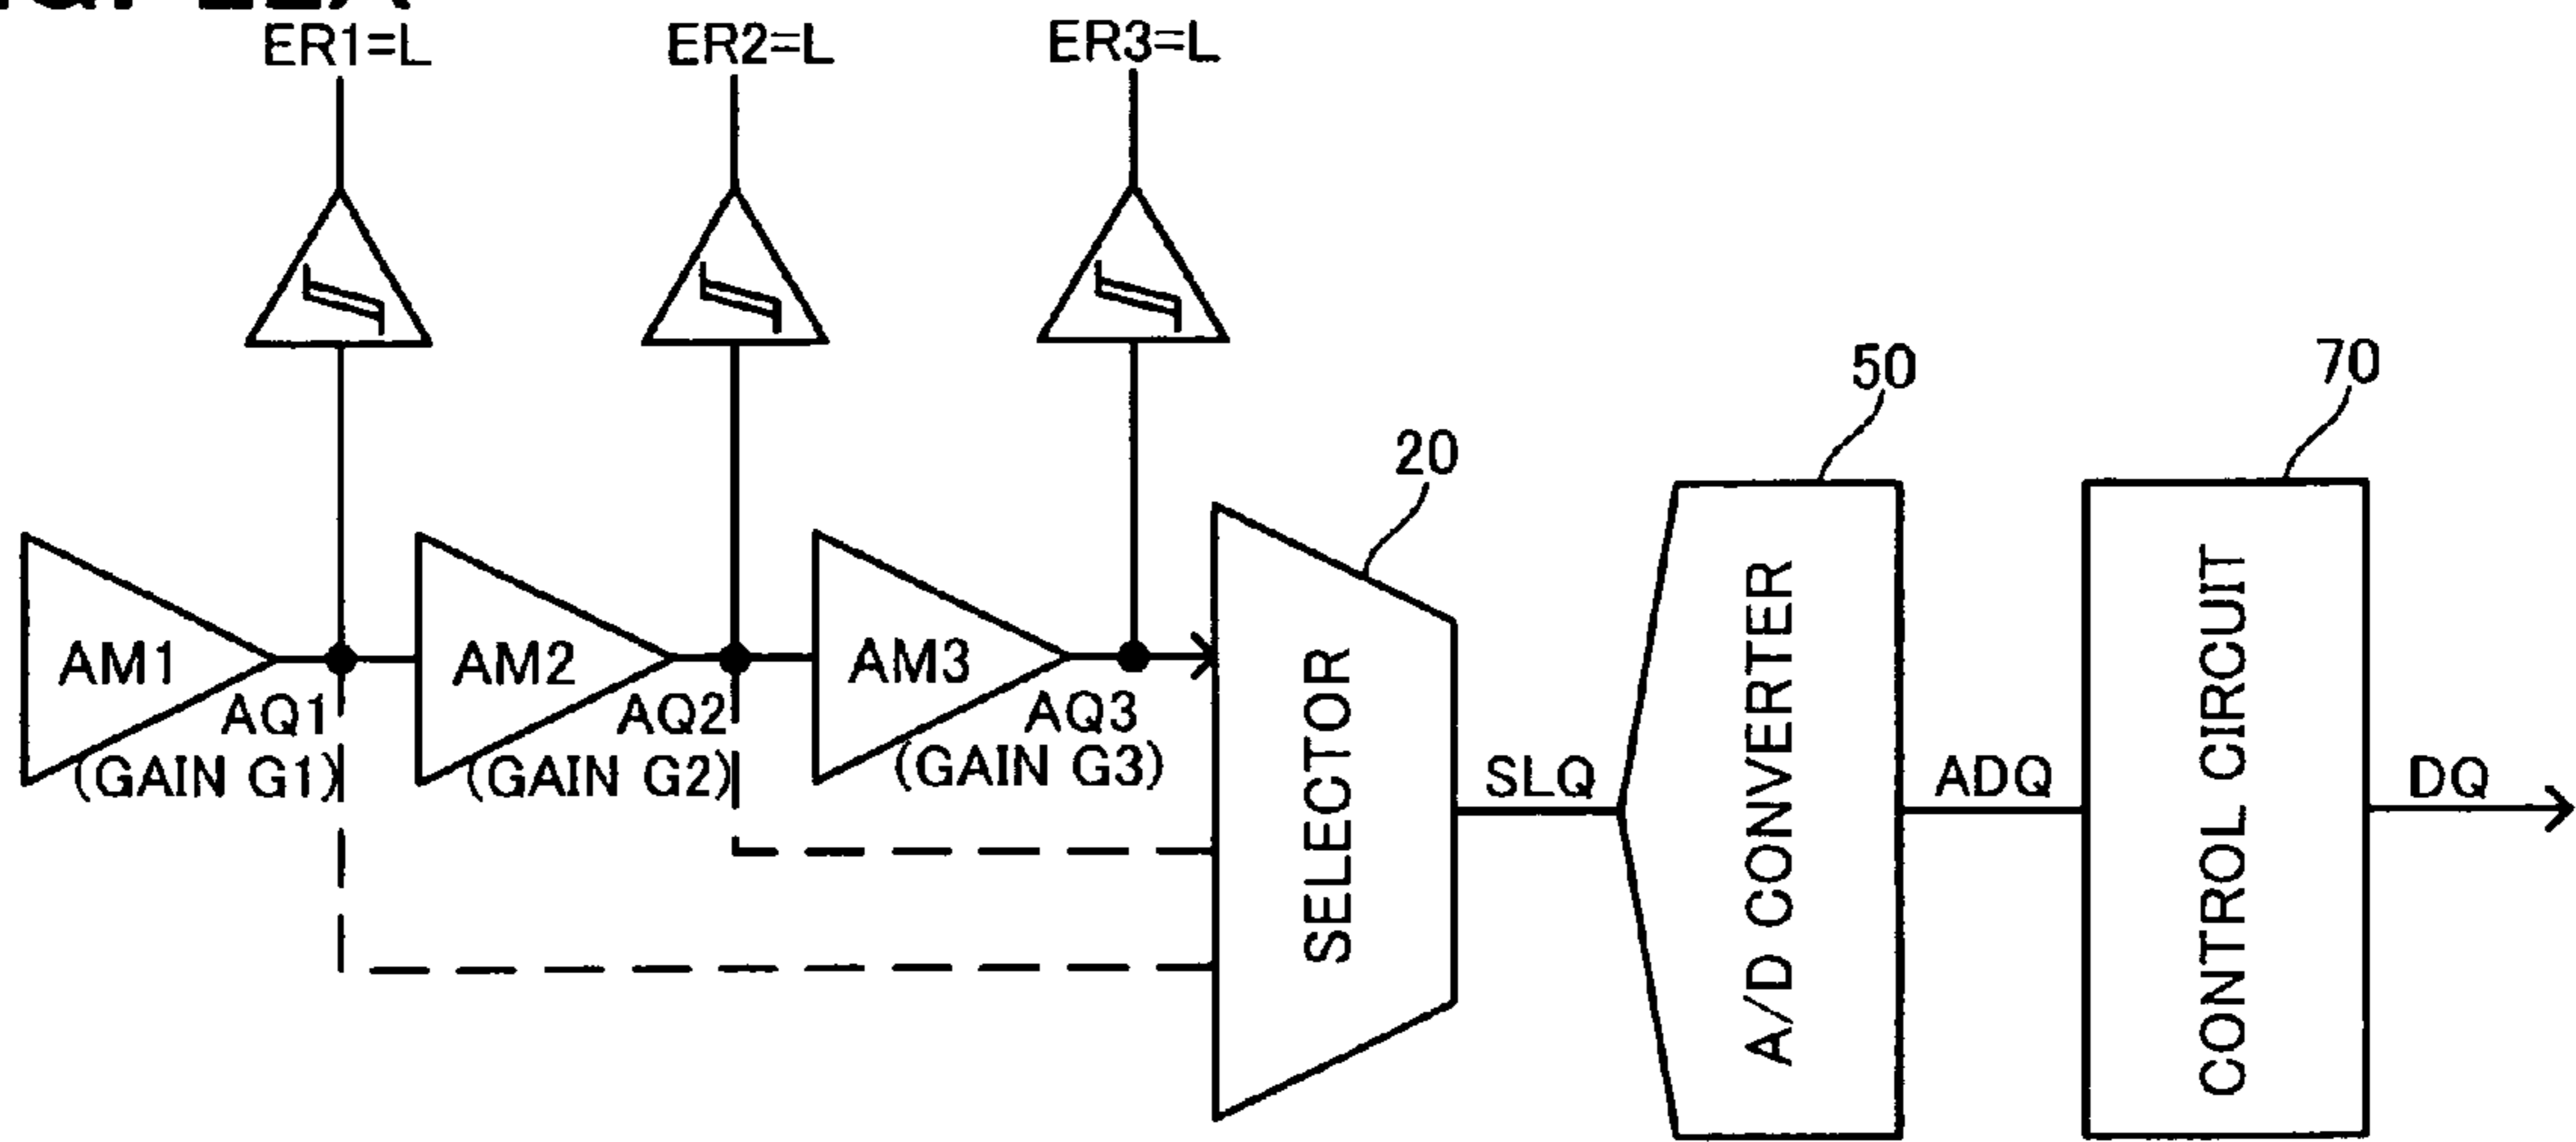 ER1=L
ER2=L
ER3=L
50
70
20
AM1
AM2
AM3
AQ1
(GAIN G1)
AQ2
(GAIN G2)
AQ3
(GAIN G3)
SELECTOR
SLQ
A/D CONVERTER
ADQ
CONTROL CIRCUIT
DQ